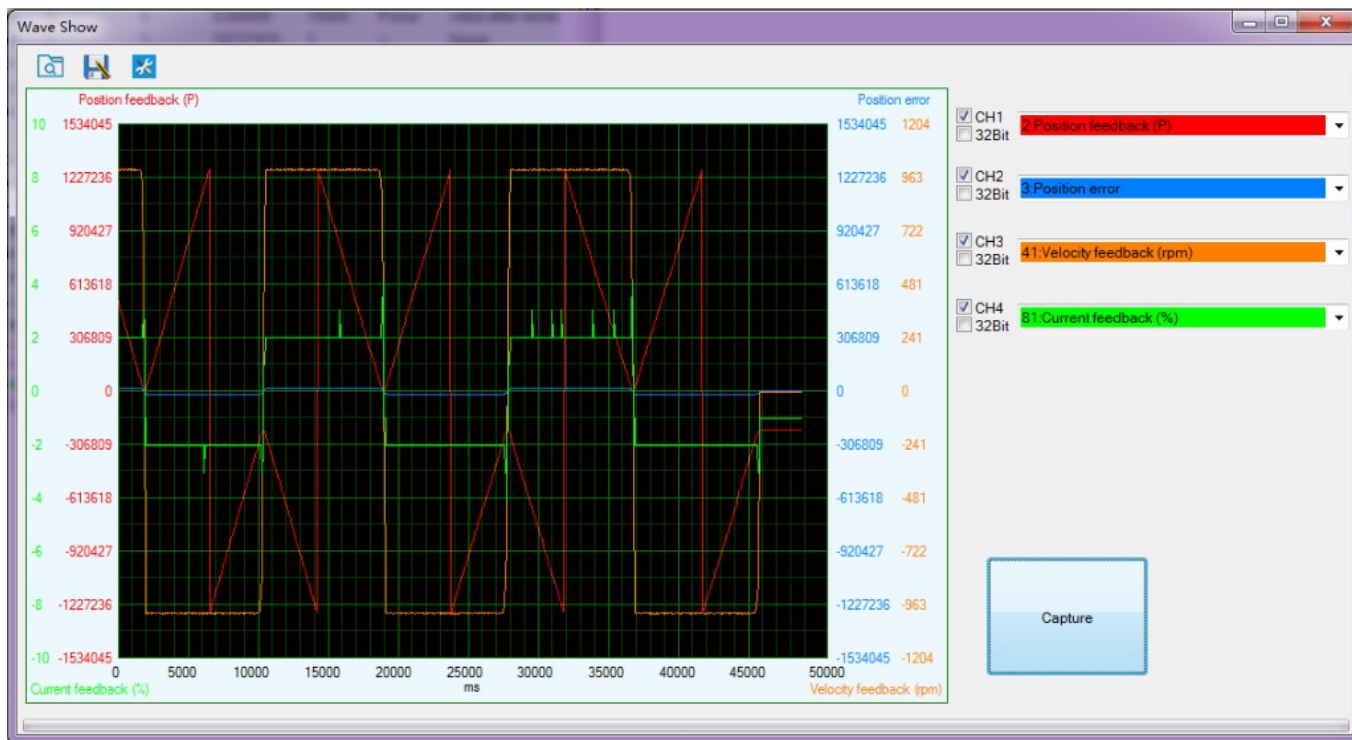 Wave Show
Position feedback (P)
Position error
10 1534045
8 1227236
6 920427
4 613618
2 306809
0 0
-2 -306809
-4 -613618
-6 -920427
-8 -1227236
-10 -1534045
1534045 1204
1227236 963
920427 722
613618 481
306809 241
0 0
-306809 -241
-613618 -481
-920427 -722
-1227236 -963
-1534045 -1204
0 5000 10000 15000 20000 25000 30000 35000 40000 45000 50000
ms
Current feedback (%)
Velocity feedback (rpm)
CH1
32Bit
2:Position feedback (P)
CH2
32Bit
3:Position error
CH3
32Bit
41:Velocity feedback (rpm)
CH4
32Bit
81:Current feedback (%)
Capture